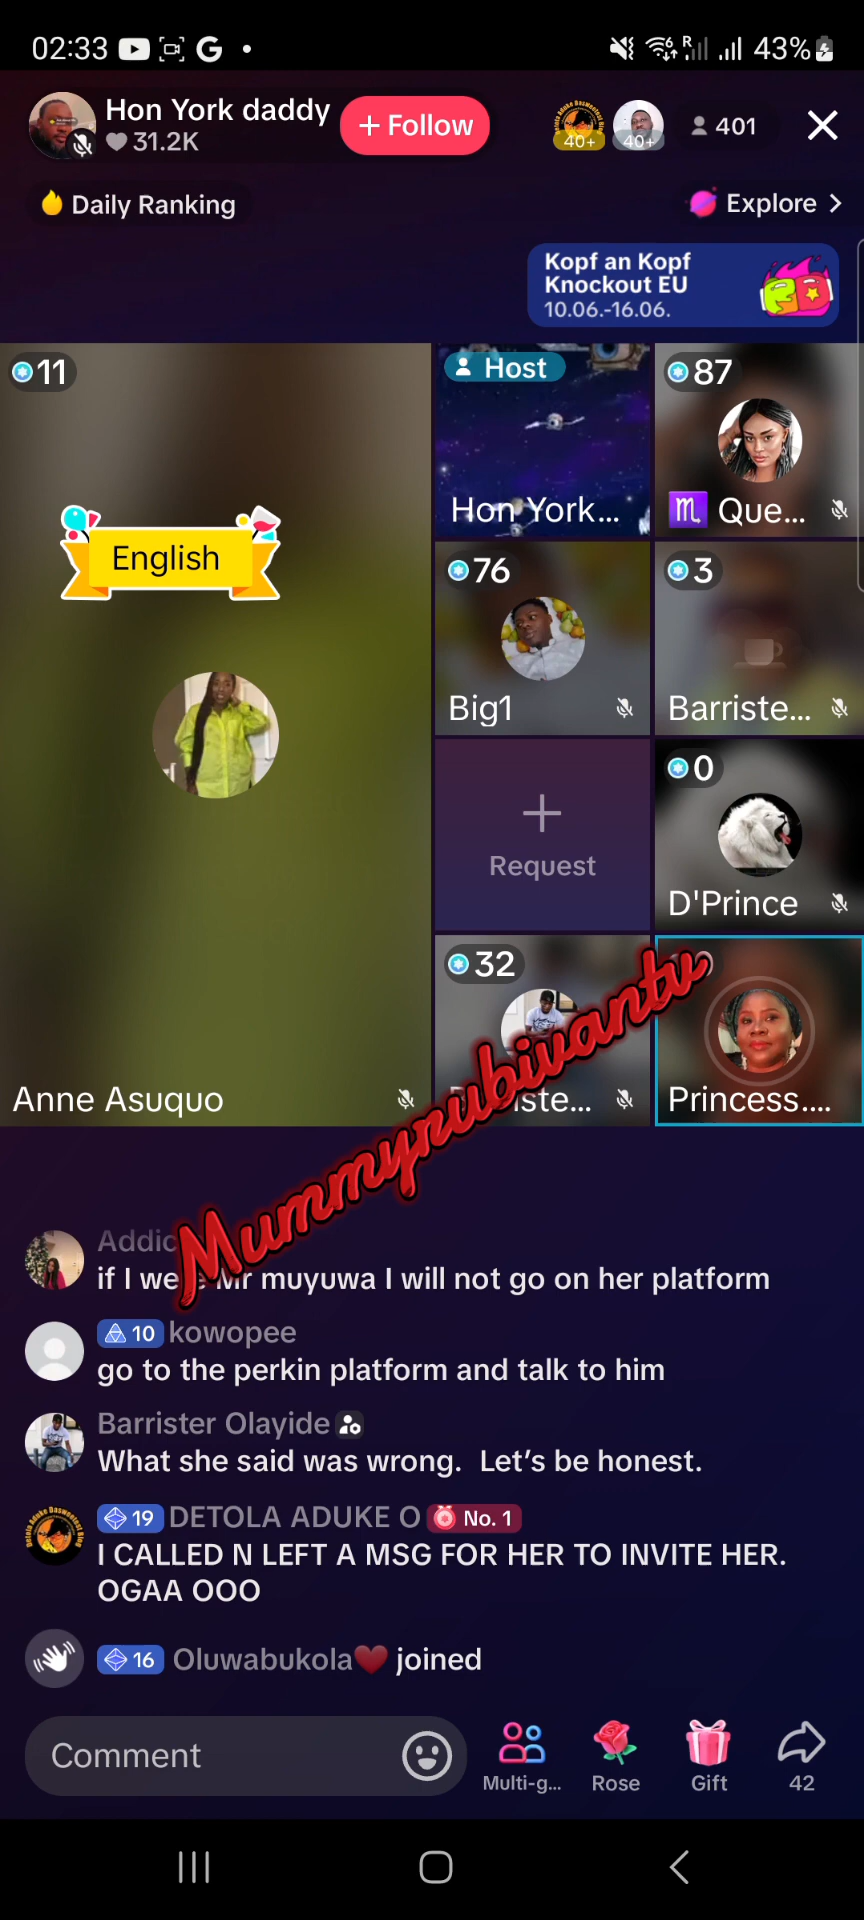 02:33
43%
Hon York daddy
31.2K
+ Follow
40+
40+
401
Daily Ranking
Explore >
Kopf an Kopf
Knockout EU
10.06.-16.06.
11
Host
Hon York...
87
Que...
English
76
Big1
3
Barriste...
Request
0
D'Prince
Anne Asuquo
32
iste...
Princess....
Mummyrubivantv
Addic
if I we e Mr muyuwa I will not go on her platform
10 kowopee
go to the perkin platform and talk to him
Barrister Olayide
What she said was wrong. Let's be honest.
19 DETOLA ADUKE O No. 1
I CALLED N LEFT A MSG FOR HER TO INVITE HER.
OGAA OOO
16 Oluwabukola joined
Comment
Multi-g...
Rose
Gift
42